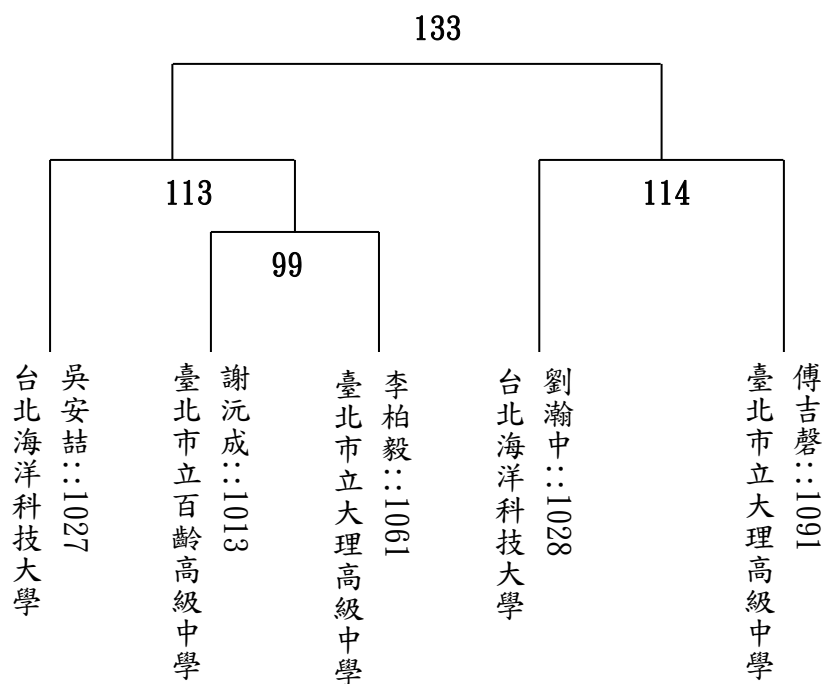 133
113
114
99
吳安喆::1027
台北海洋科技大學
謝沅成::1013
臺北市立百齡高級中學
李柏毅::1061
臺北市立大理高級中學
劉瀚中::1028
台北海洋科技大學
傅吉磬::1091
臺北市立大理高級中學